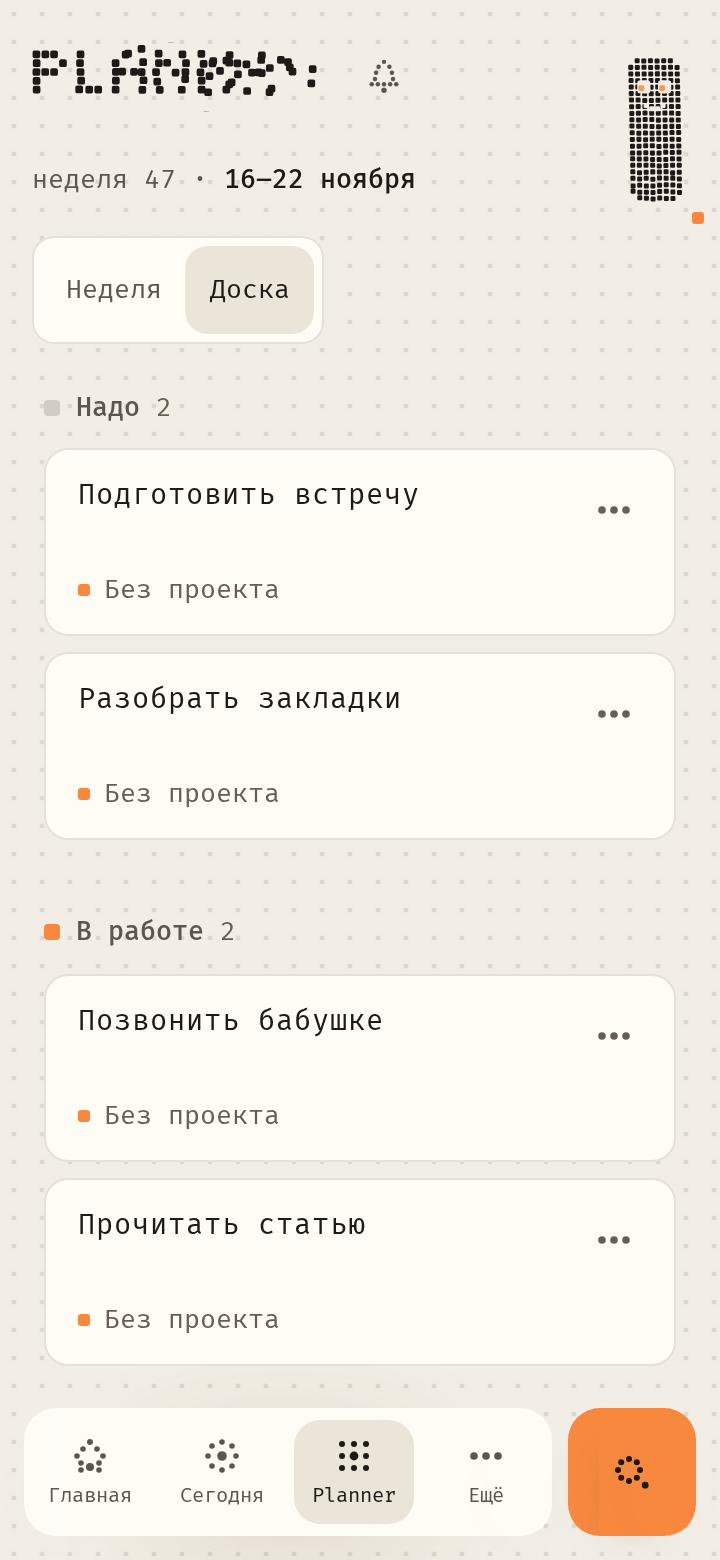 неделя 47 • 16–22 ноября
Неделя
Доска
Надо 2
Подготовить встречу
Без проекта
Разобрать закладки
Без проекта
В работе 2
Позвонить бабушке
Без проекта
Прочитать статью
Без проекта
Главная
Сегодня
Planner
Ещё